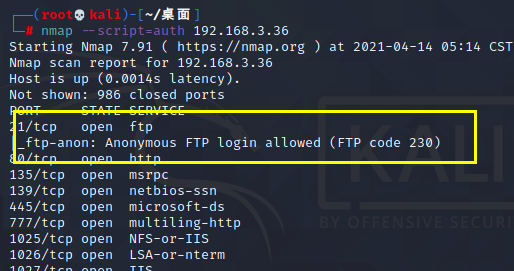 (root💀kali)-[~/桌面]
# nmap --script=auth 192.168.3.36
Starting Nmap 7.91 ( https://nmap.org ) at 2021-04-14 05:14 CST
Nmap scan report for 192.168.3.36
Host is up (0.0014s latency).
Not shown: 986 closed ports
PORT STATE SERVICE
21/tcp open ftp
|_ftp-anon: Anonymous FTP login allowed (FTP code 230)
80/tcp open http
135/tcp open msrpc
139/tcp open netbios-ssn
445/tcp open microsoft-ds
777/tcp open multiling-http
1025/tcp open NFS-or-IIS
1026/tcp open LSA-or-nterm
1027/tcp open IIS
KALI
BY OFFENSIVE SECURI